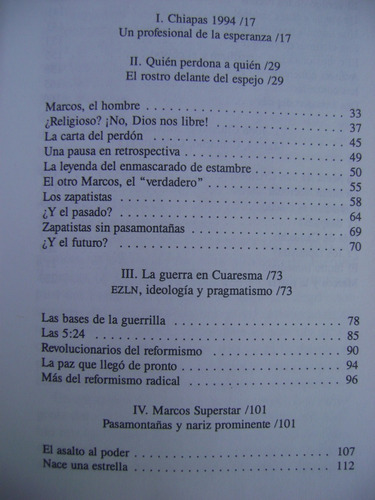 I. Chiapas 1994 /17
Un profesional de la esperanza /17
II. Quién perdona a quién /29
El rostro delante del espejo /29
Marcos, el hombre . . . . . . . . . . . . . . . . . . . . 33
¿Religioso? ¡No, Dios nos libre! . . . . . . . . . . . . . . 37
La carta del perdón . . . . . . . . . . . . . . . . . . . 45
Una pausa en retrospectiva . . . . . . . . . . . . . . . . 49
La leyenda del enmascarado de estambre . . . . . . . . . . 50
El otro Marcos, el “verdadero” . . . . . . . . . . . . . . 55
Los zapatistas . . . . . . . . . . . . . . . . . . . . . 58
¿Y el pasado? . . . . . . . . . . . . . . . . . . . . . 64
Zapatistas sin pasamontañas . . . . . . . . . . . . . . . 69
¿Y el futuro? . . . . . . . . . . . . . . . . . . . . . 70
III. La guerra en Cuaresma /73
EZLN, ideología y pragmatismo /73
Las bases de la guerrilla . . . . . . . . . . . . . . . . . 78
Las 5:24 . . . . . . . . . . . . . . . . . . . . . . . 85
Revolucionarios del reformismo . . . . . . . . . . . . . . 90
La paz que llegó de pronto . . . . . . . . . . . . . . . . 94
Más del reformismo radical . . . . . . . . . . . . . . . . 96
IV. Marcos Superstar /101
Pasamontañas y nariz prominente /101
El asalto al poder . . . . . . . . . . . . . . . . . . . 107
Nace una estrella . . . . . . . . . . . . . . . . . . . 112